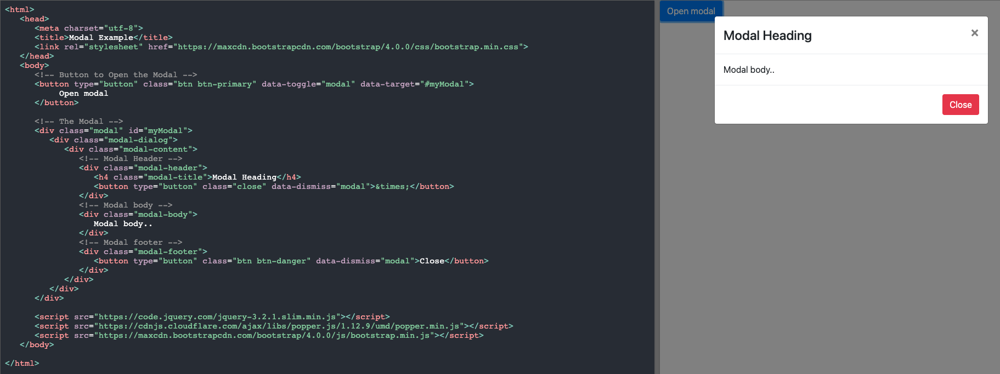 <html>
<head>
<meta charset="utf-8">
<title>Modal Example</title>
<link rel="stylesheet" href="https://maxcdn.bootstrapcdn.com/bootstrap/4.0.0/css/bootstrap.min.css">
</head>
<body>
<!-- Button to Open the Modal -->
<button type="button" class="btn btn-primary" data-toggle="modal" data-target="#myModal">
Open modal
</button>
<!-- The Modal -->
<div class="modal" id="myModal">
<div class="modal-dialog">
<div class="modal-content">
<!-- Modal Header -->
<div class="modal-header">
<h4 class="modal-title">Modal Heading</h4>
<button type="button" class="close" data-dismiss="modal">&times;</button>
</div>
<!-- Modal body -->
<div class="modal-body">
Modal body..
</div>
<!-- Modal footer -->
<div class="modal-footer">
<button type="button" class="btn btn-danger" data-dismiss="modal">Close</button>
</div>
</div>
</div>
</div>
<script src="https://code.jquery.com/jquery-3.2.1.slim.min.js"></script>
<script src="https://cdnjs.cloudflare.com/ajax/libs/popper.js/1.12.9/umd/popper.min.js"></script>
<script src="https://maxcdn.bootstrapcdn.com/bootstrap/4.0.0/js/bootstrap.min.js"></script>
</body>
</html>
Open modal
Modal Heading ×
Modal body..
Close